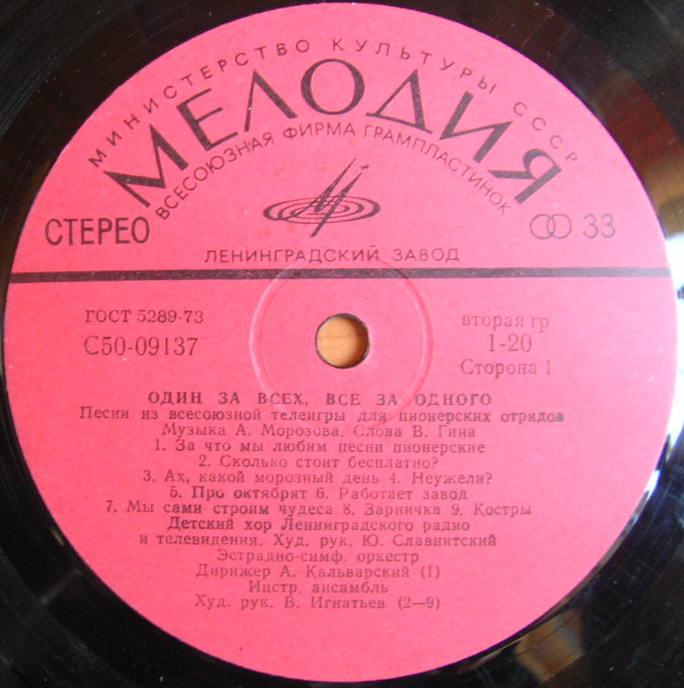 МИНИСТЕРСТВО КУЛЬТУРЫ СССР
МЕЛОДИЯ
ВСЕСОЮЗНАЯ ФИРМА ГРАМПЛАСТИНОК
СТЕРЕО
33
ЛЕНИНГРАДСКИЙ ЗАВОД
ГОСТ 5289-73
вторая гр
С50-09137
1-20
Сторона 1
ОДИН ЗА ВСЕХ, ВСЕ ЗА ОДНОГО
Песни из всесоюзной телеигры для пионерских отрядов
Музыка А. Морозова, Слова В. Гина
1. За что мы любим песни пионерские
2. Сколько стоит бесплатно?
3. Ах, какой морозный день 4. Неужели?
5. Про октябрят 6. Работает завод
7. Мы сами строим чудеса 8. Зарничка 9. Костры
Детский хор Ленинградского радио
и телевидения. Худ. рук. Ю. Славнитский
Эстрадно-симф. оркестр
Дирижер А. Кальварский (1)
Инстр. ансамбль
Худ. рук. В. Игнатьев (2—9)